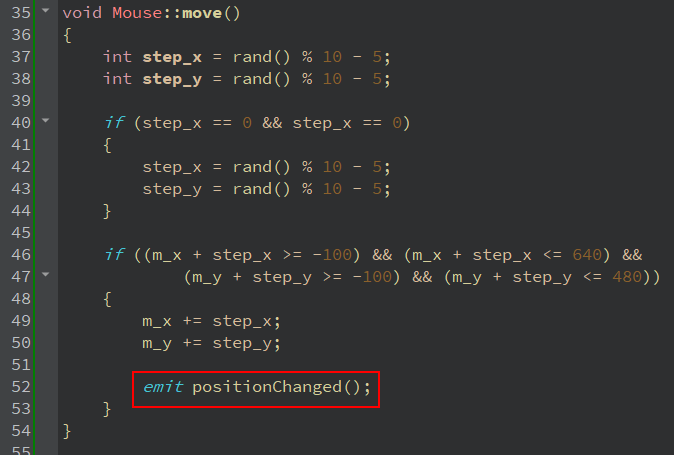 35 void Mouse::move()
36 {
37     int step_x = rand() % 10 - 5;
38     int step_y = rand() % 10 - 5;
39
40     if (step_x == 0 && step_x == 0)
41     {
42         step_x = rand() % 10 - 5;
43         step_y = rand() % 10 - 5;
44     }
45
46     if ((m_x + step_x >= -100) && (m_x + step_x <= 640) &&
47             (m_y + step_y >= -100) && (m_y + step_y <= 480))
48     {
49         m_x += step_x;
50         m_y += step_y;
51
52         emit positionChanged();
53     }
54 }
55